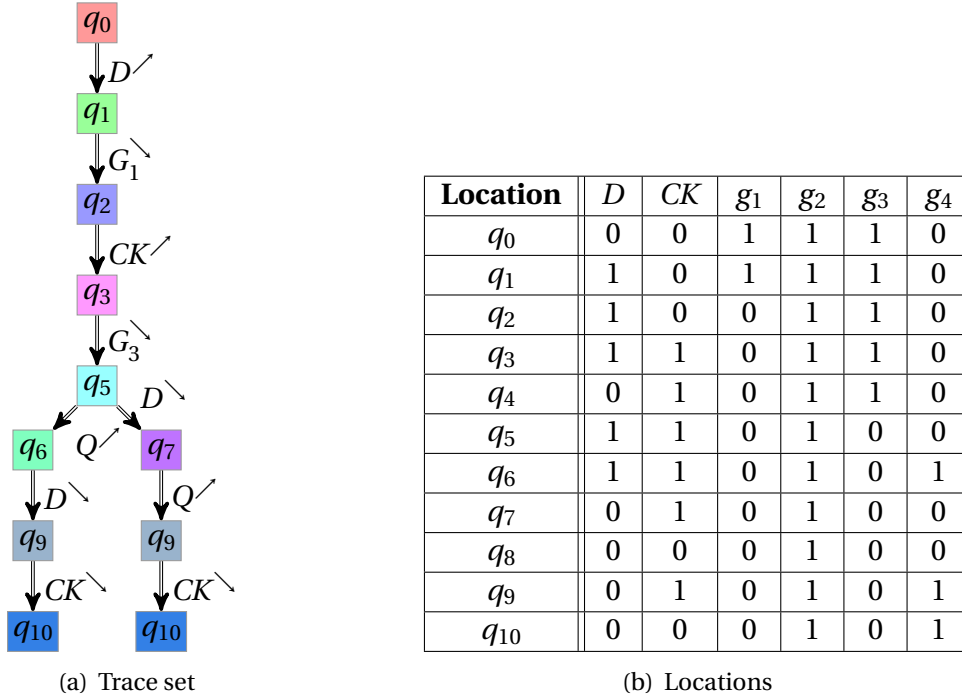 q0
D↗
q1
G1↘
q2
CK↗
q3
G3↘
q5
Q↗ D↘
q6 q7
D↘ Q↗
q9 q9
CK↘ CK↘
q10 q10
(a) Trace set
Location D CK g1 g2 g3 g4
q0 0 0 1 1 1 0
q1 1 0 1 1 1 0
q2 1 0 0 1 1 0
q3 1 1 0 1 1 0
q4 0 1 0 1 1 0
q5 1 1 0 1 0 0
q6 1 1 0 1 0 1
q7 0 1 0 1 0 0
q8 0 0 0 1 0 0
q9 0 1 0 1 0 1
q10 0 0 0 1 0 1
(b) Locations